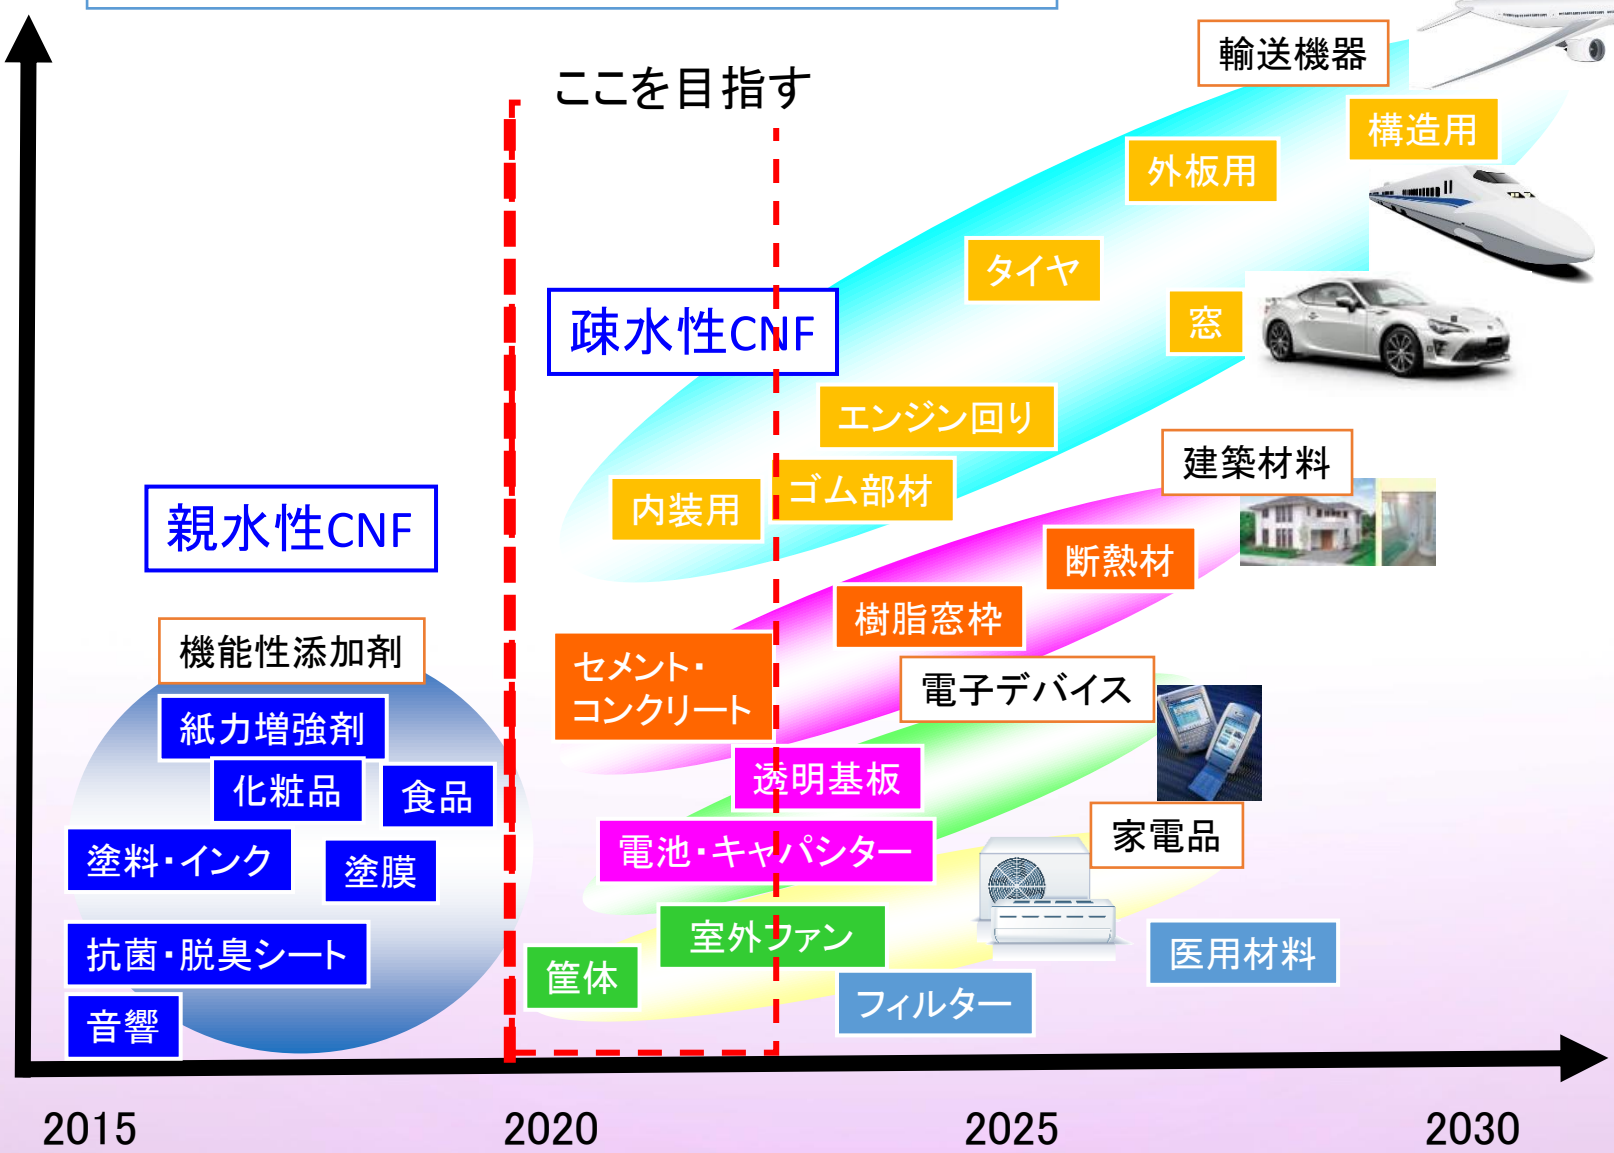 ここを目指す
輸送機器
構造用
外板用
タイヤ
窓
疎水性CNF
エンジン回り
ゴム部材
内装用
建築材料
親水性CNF
断熱材
樹脂窓枠
機能性添加剤
セメント・
コンクリート
電子デバイス
紙力増強剤
化粧品
食品
透明基板
塗料・インク
塗膜
電池・キャパシター
家電品
抗菌・脱臭シート
室外ファン
筐体
医用材料
フィルター
音響
2015
2020
2025
2030